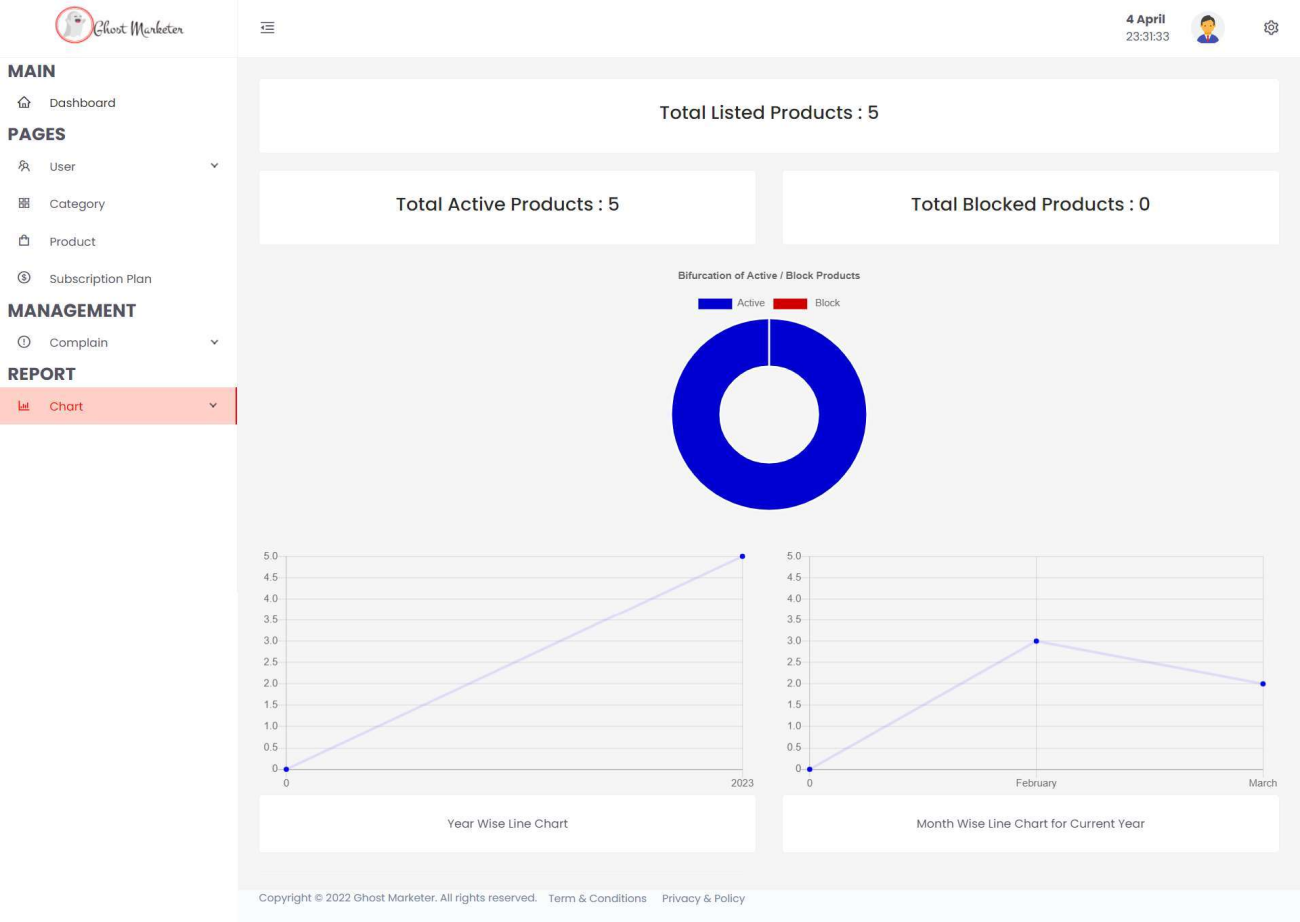 Ghost Marketer
4 April
23:31:33
MAIN
Dashboard
PAGES
User
Category
Product
Subscription Plan
MANAGEMENT
Complain
REPORT
Chart
Total Listed Products : 5
Total Active Products : 5
Total Blocked Products : 0
Bifurcation of Active / Block Products
Active
Block
5.0
4.5
4.0
3.5
3.0
2.5
2.0
1.5
1.0
0.5
0
0
2023
Year Wise Line Chart
5.0
4.5
4.0
3.5
3.0
2.5
2.0
1.5
1.0
0.5
0
0
February
March
Month Wise Line Chart for Current Year
Copyright © 2022 Ghost Marketer. All rights reserved. Term & Conditions Privacy & Policy